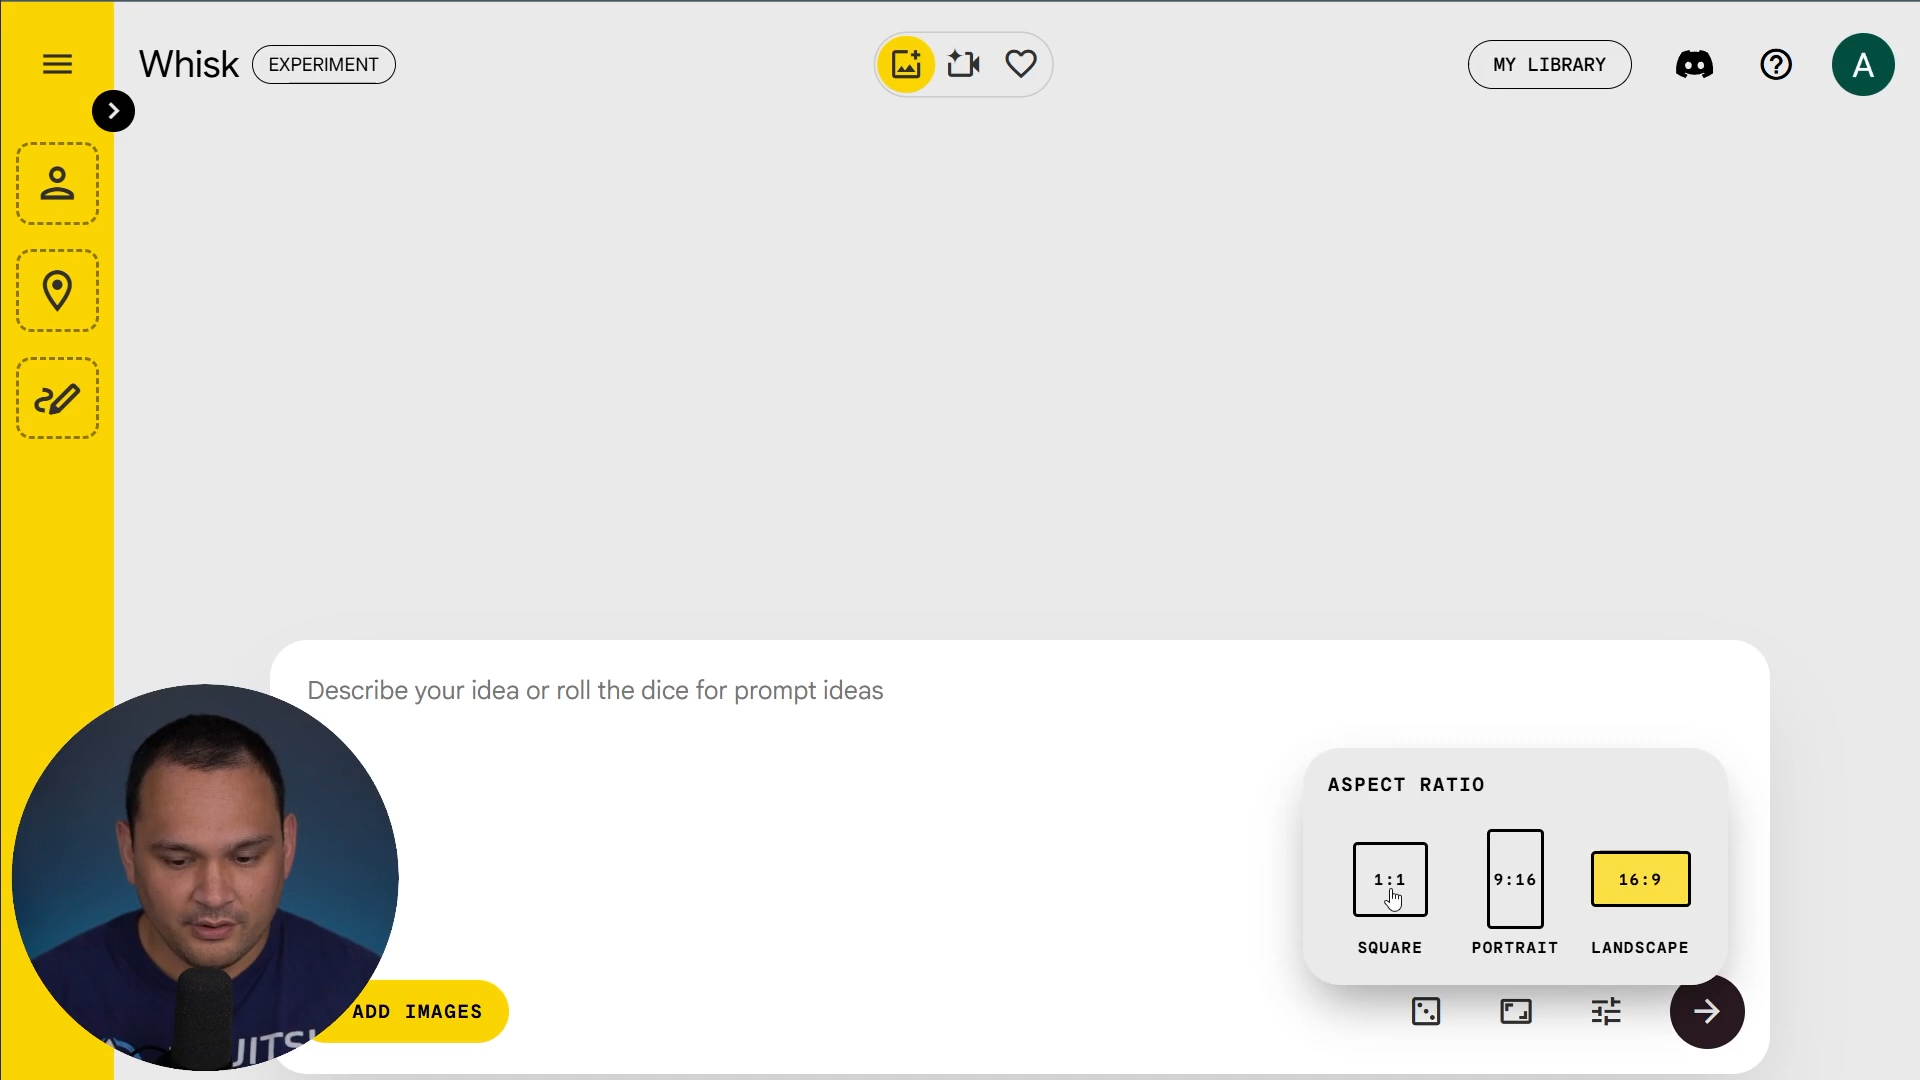 Whisk EXPERIMENT
MY LIBRARY
A
Describe your idea or roll the dice for prompt ideas
ASPECT RATIO
1:1 9:16 16:9
SQUARE PORTRAIT LANDSCAPE
ADD IMAGES